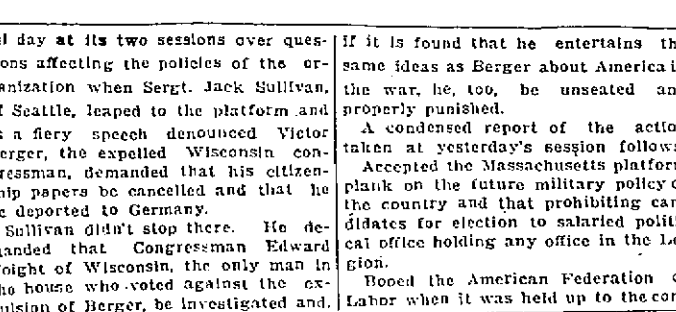 l day at its two sessions over ques-
ons affecting the policies of the or-
anization when Sergt. Jack Sullivan,
f Seattle, leaped to the platform and
s a fiery speech denounced Victor
erger, the expelled Wisconsin con-
ressman, demanded that his citizen-
hip papers be cancelled and that he
e deported to Germany.
Sullivan didn't stop there. He de-
anded that Congressman Edward
oight of Wisconsin, the only man in
ho house who voted against the ex-
ulsion of Berger, be investigated and,
if it is found that he entertains th
same ideas as Berger about America i
the war, he, too, be unseated an
properly punished.
A condensed report of the actio
taken at yesterday's session follows
Accepted the Massachusetts platform
plank on the future military policy o
the country and that prohibiting can
didates for election to salaried politi
cal office holding any office in the Le
gion.
Booed the American Federation o
Labor when it was held up to the con